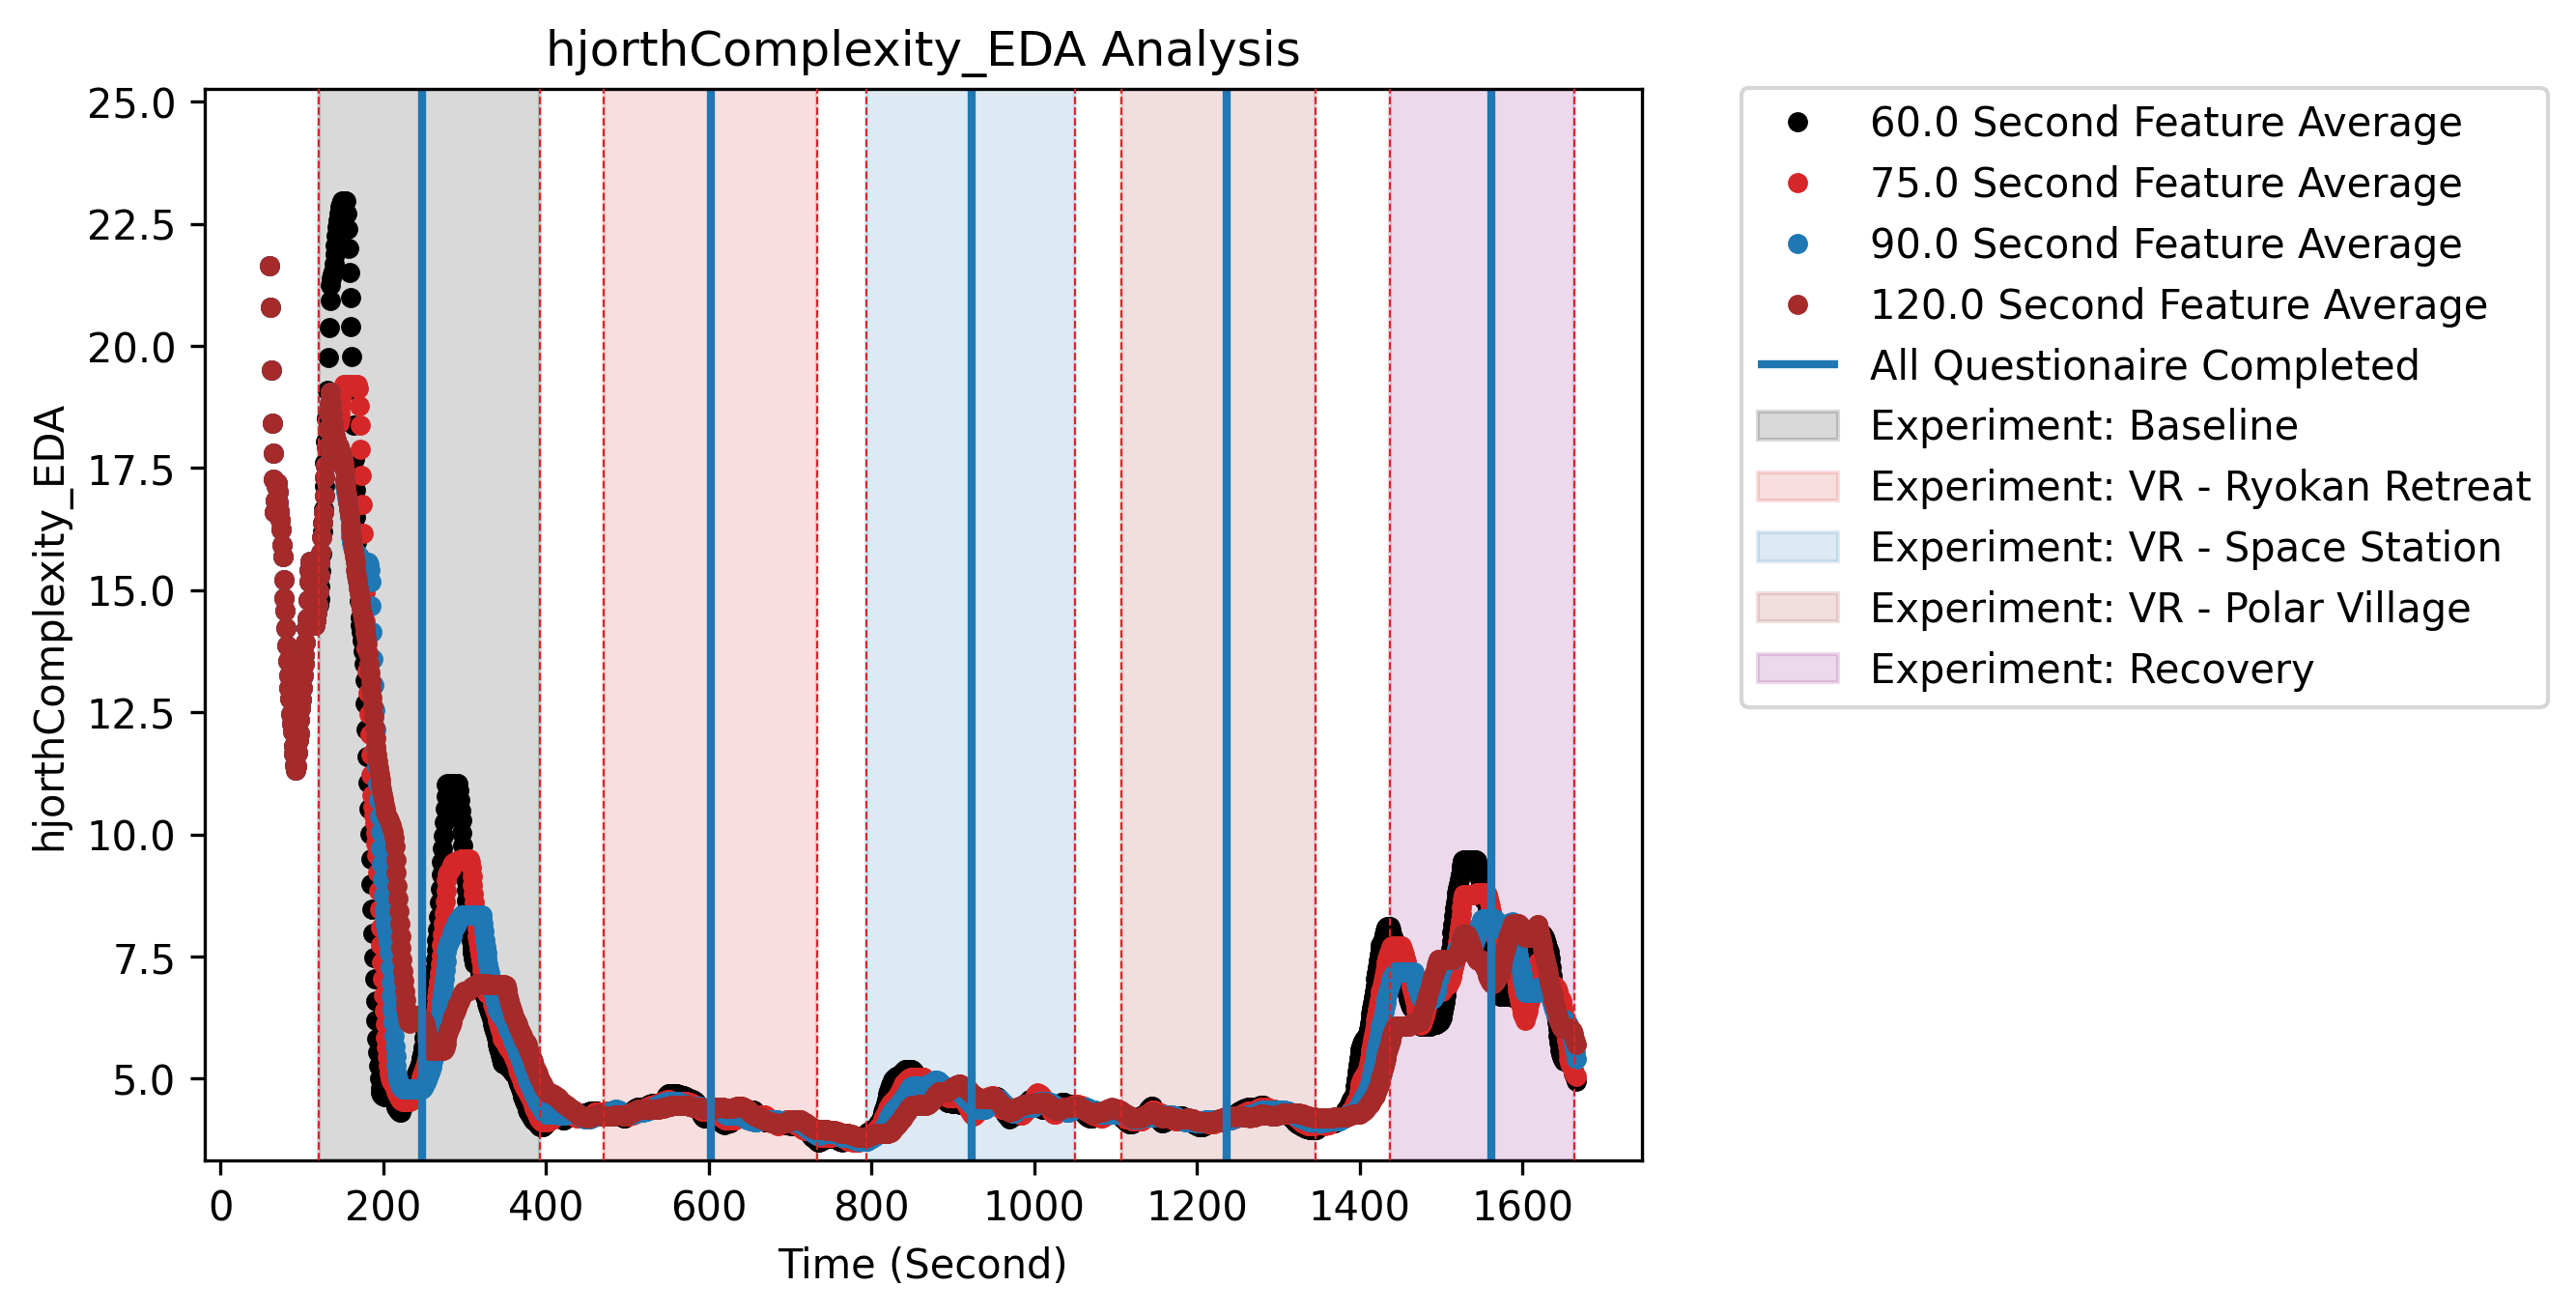 hjorthComplexity_EDA Analysis
25.0
22.5
20.0
17.5
15.0
12.5
10.0
7.5
5.0
hjorthComplexity_EDA
0 200 400 600 800 1000 1200 1400 1600
Time (Second)
60.0 Second Feature Average
75.0 Second Feature Average
90.0 Second Feature Average
120.0 Second Feature Average
All Questionaire Completed
Experiment: Baseline
Experiment: VR - Ryokan Retreat
Experiment: VR - Space Station
Experiment: VR - Polar Village
Experiment: Recovery